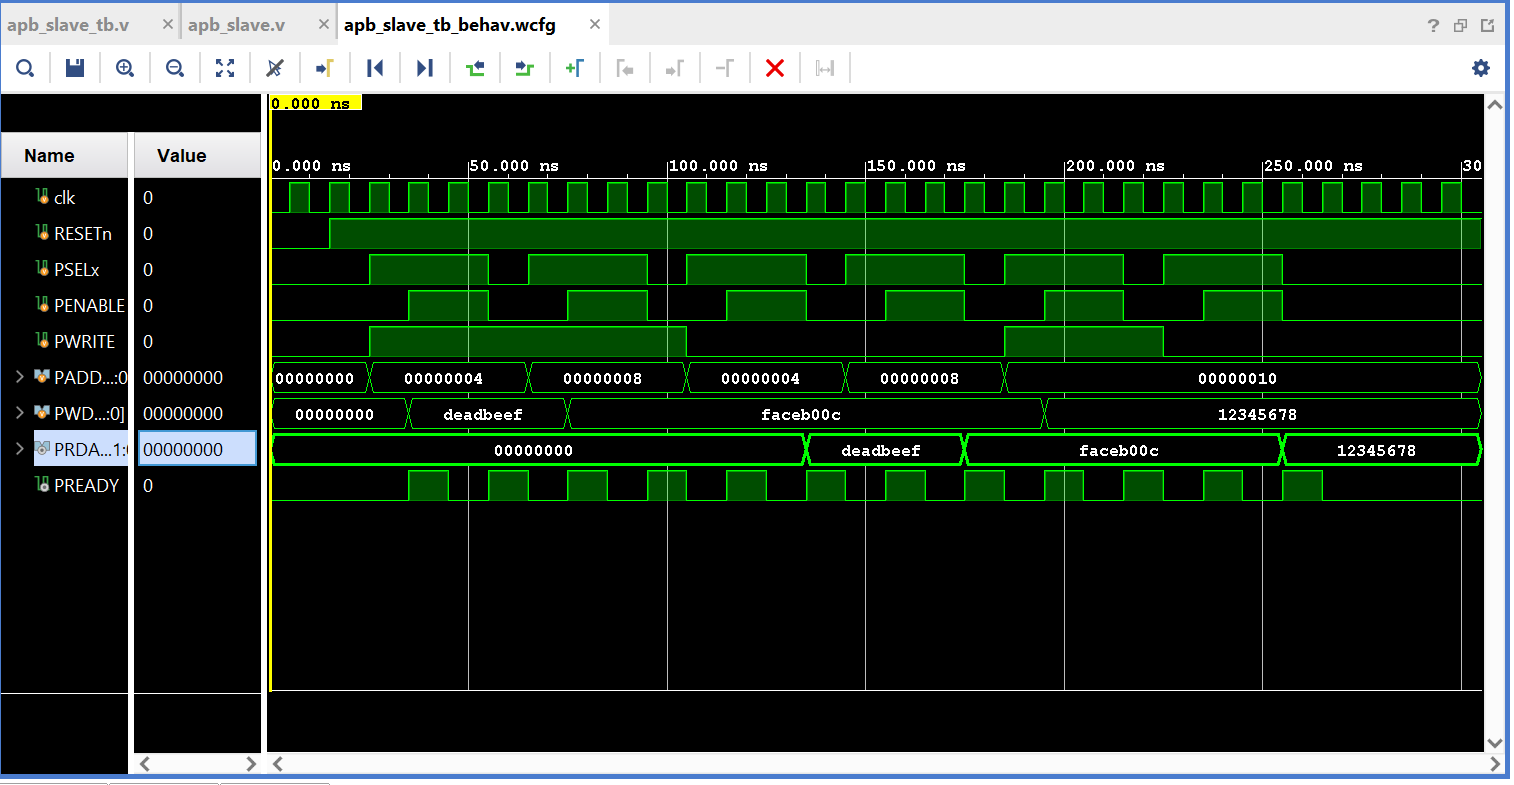 apb_slave_tb.v × apb_slave.v × apb_slave_tb_behav.wcfg × ?
0.000 ns
Name Value
0.000 ns 50.000 ns 100.000 ns 150.000 ns 200.000 ns 250.000 ns 30
clk 0
RESETn 0
PSELx 0
PENABLE 0
PWRITE 0
PADD...:0 00000000 00000000 00000004 00000008 00000004 00000008 00000010
PWD...:0] 00000000 00000000 deadbeef faceb00c 12345678
PRDA...1:( 00000000 00000000 deadbeef faceb00c 12345678
PREADY 0